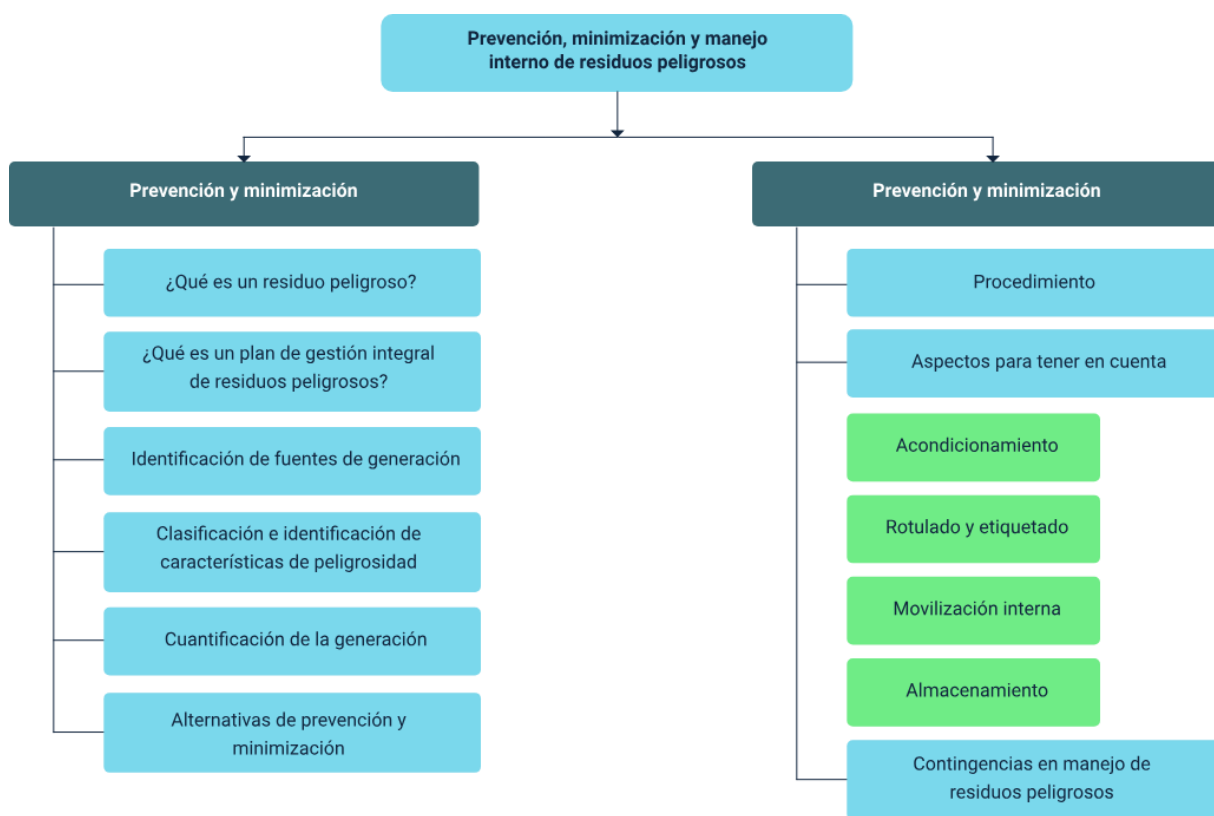 Prevención, minimización y manejo
interno de residuos peligrosos
Prevención y minimización
¿Qué es un residuo peligroso?
¿Qué es un plan de gestión integral
de residuos peligrosos?
Identificación de fuentes de generación
Clasificación e identificación de
características de peligrosidad
Cuantificación de la generación
Alternativas de prevención y
minimización
Prevención y minimización
Procedimiento
Aspectos para tener en cuenta
Acondicionamiento
Rotulado y etiquetado
Movilización interna
Almacenamiento
Contingencias en manejo de
residuos peligrosos